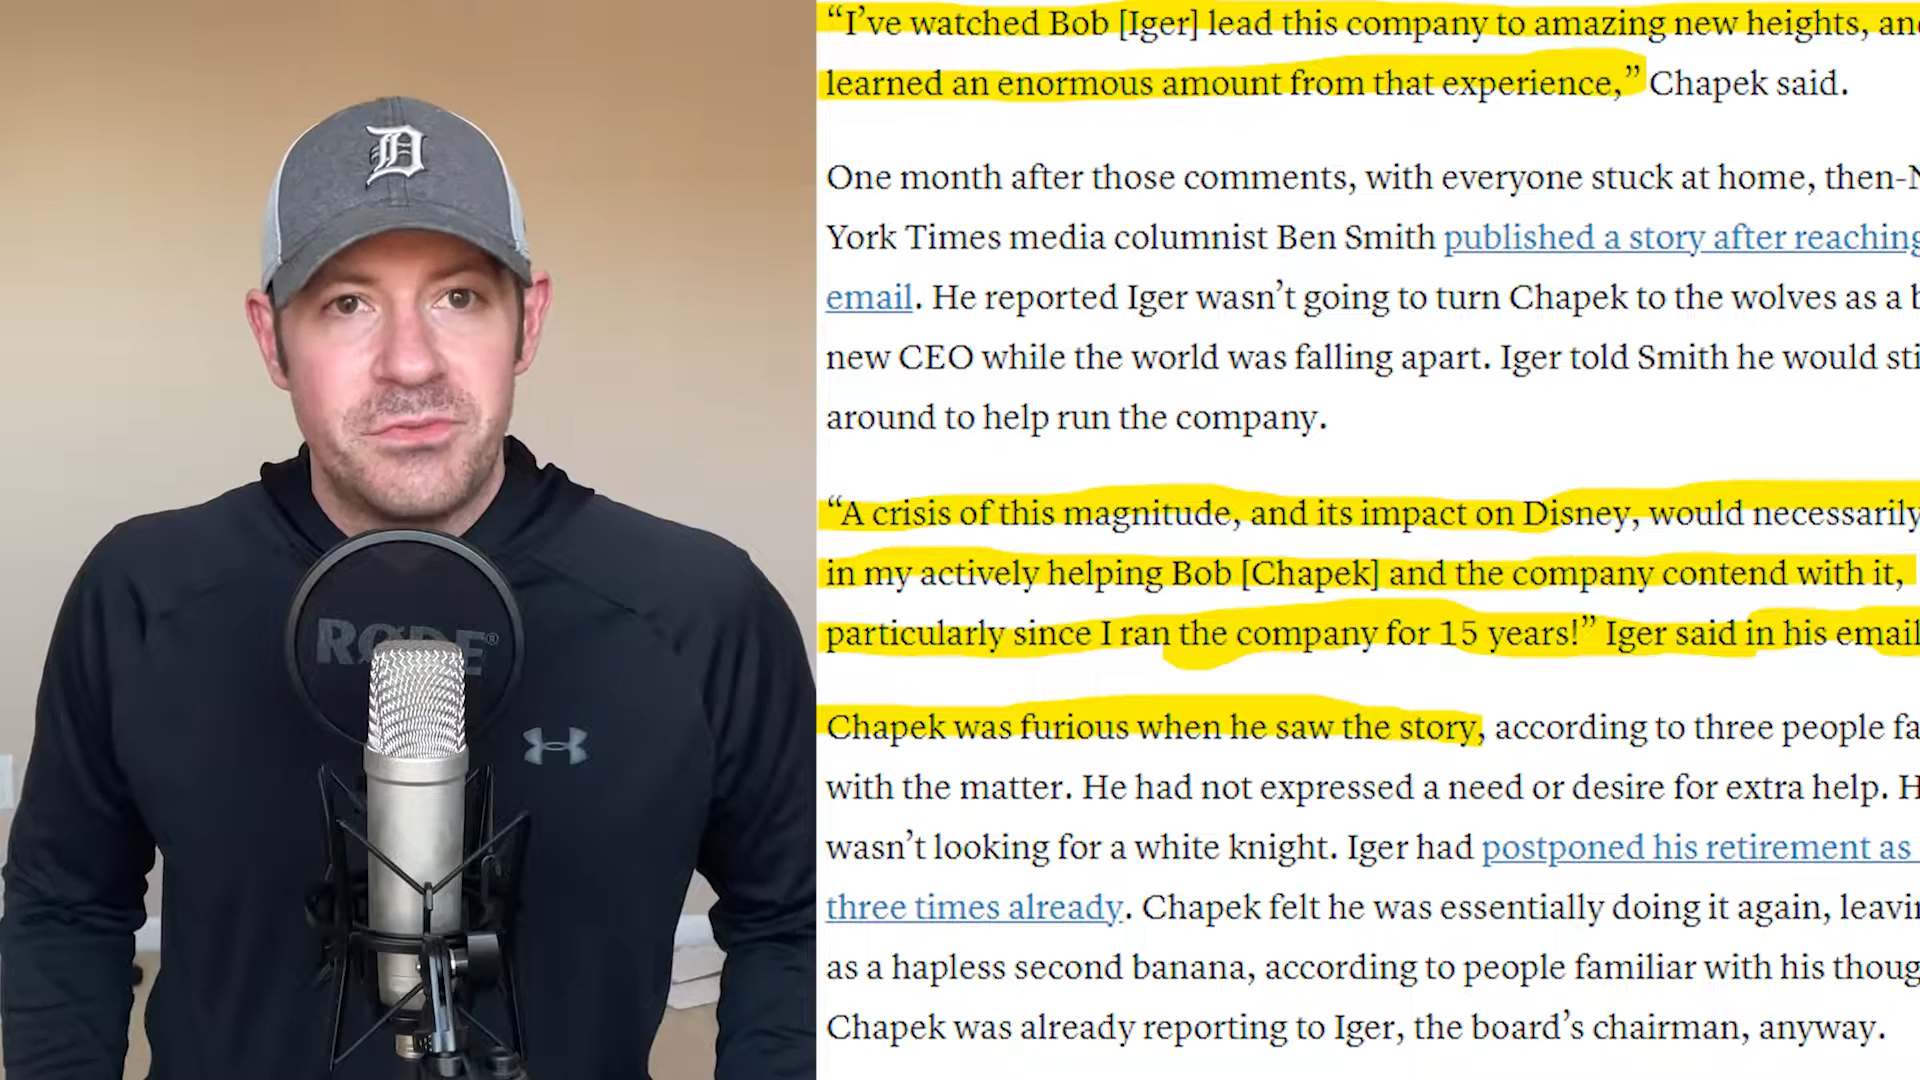 D
RØDE®
“I’ve watched Bob [Iger] lead this company to amazing new heights, and
learned an enormous amount from that experience,” Chapek said.
One month after those comments, with everyone stuck at home, then-N
York Times media columnist Ben Smith published a story after reaching
email. He reported Iger wasn’t going to turn Chapek to the wolves as a b
new CEO while the world was falling apart. Iger told Smith he would sti
around to help run the company.
“A crisis of this magnitude, and its impact on Disney, would necessarily
in my actively helping Bob [Chapek] and the company contend with it,
particularly since I ran the company for 15 years!” Iger said in his email
Chapek was furious when he saw the story, according to three people fa
with the matter. He had not expressed a need or desire for extra help. H
wasn’t looking for a white knight. Iger had postponed his retirement as
three times already. Chapek felt he was essentially doing it again, leavin
as a hapless second banana, according to people familiar with his thoug
Chapek was already reporting to Iger, the board’s chairman, anyway.